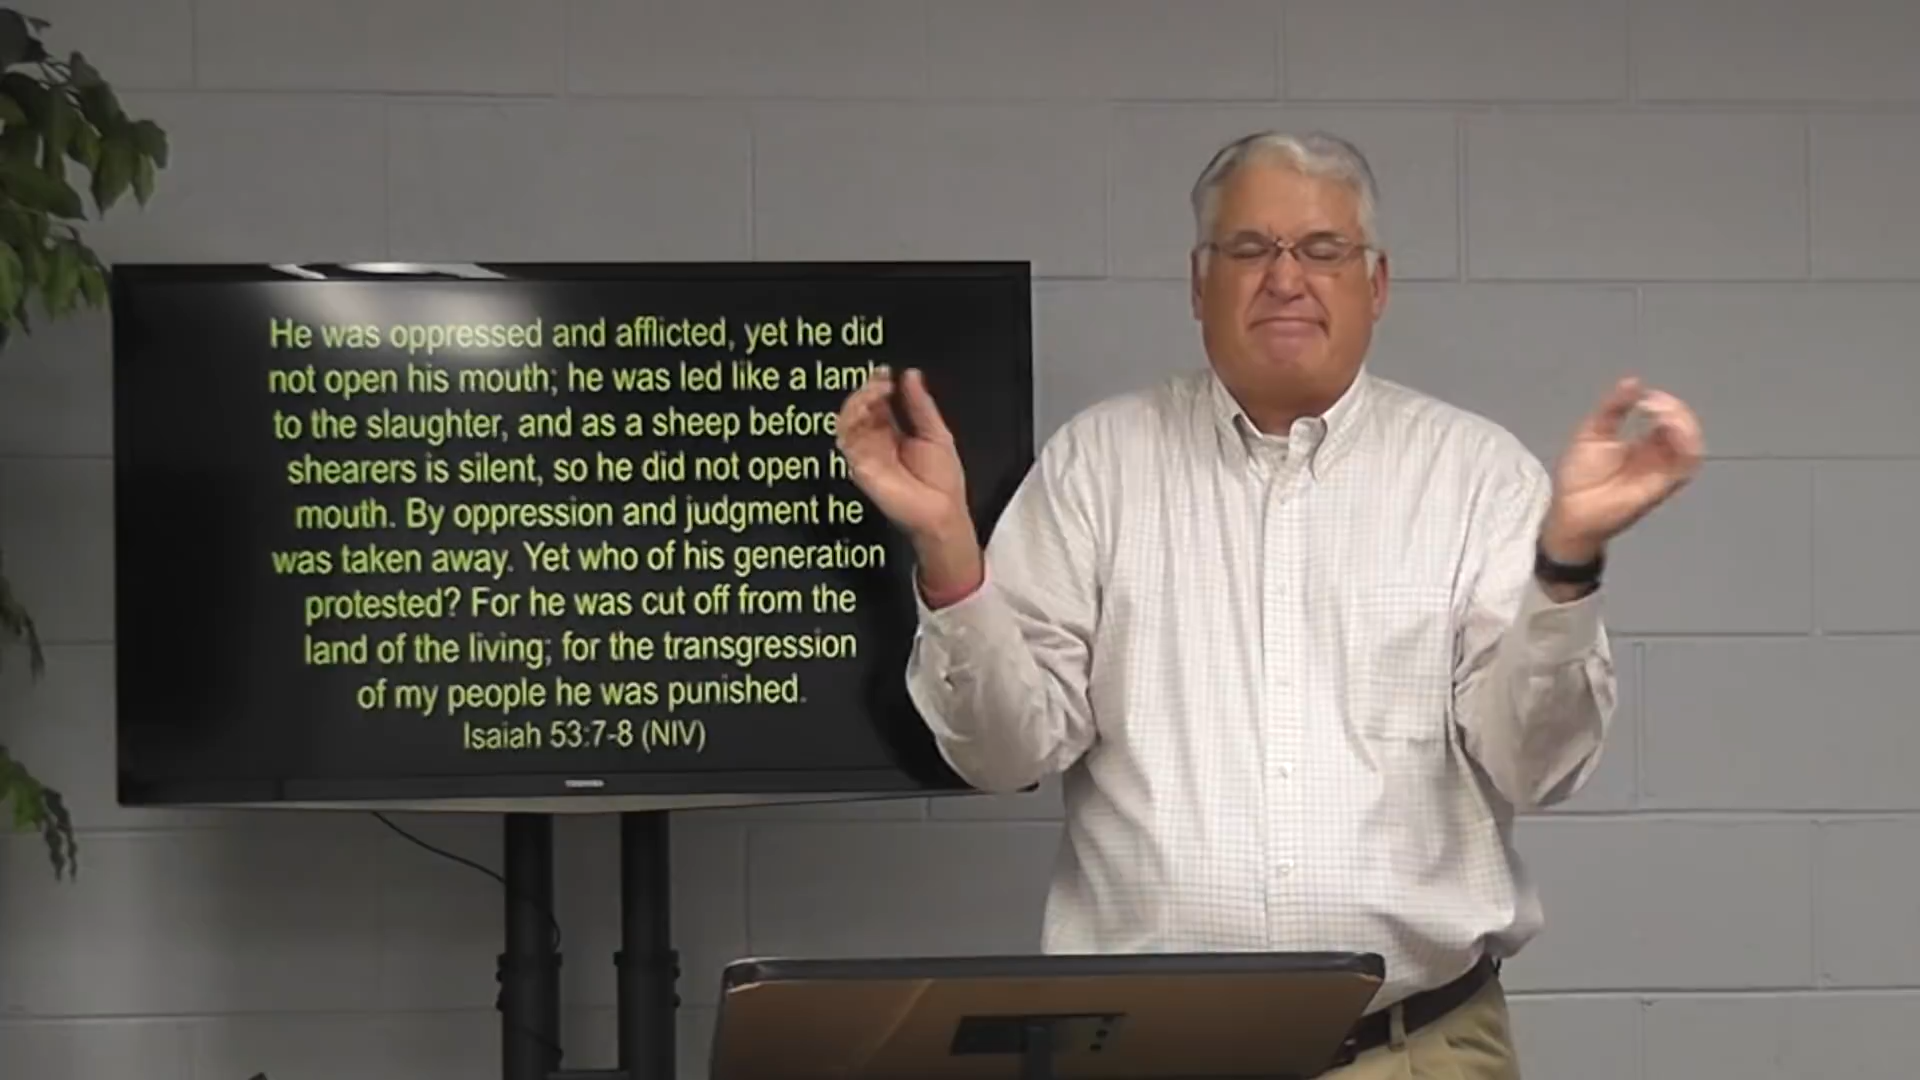 He was oppressed and afflicted, yet he did
not open his mouth; he was led like a lamb
to the slaughter, and as a sheep before
shearers is silent, so he did not open
mouth. By oppression and judgment he
was taken away. Yet who of his generation
protested? For he was cut off from the
land of the living; for the transgression
of my people he was punished.
Isaiah 53:7-8 (NIV)
TOSHIBA